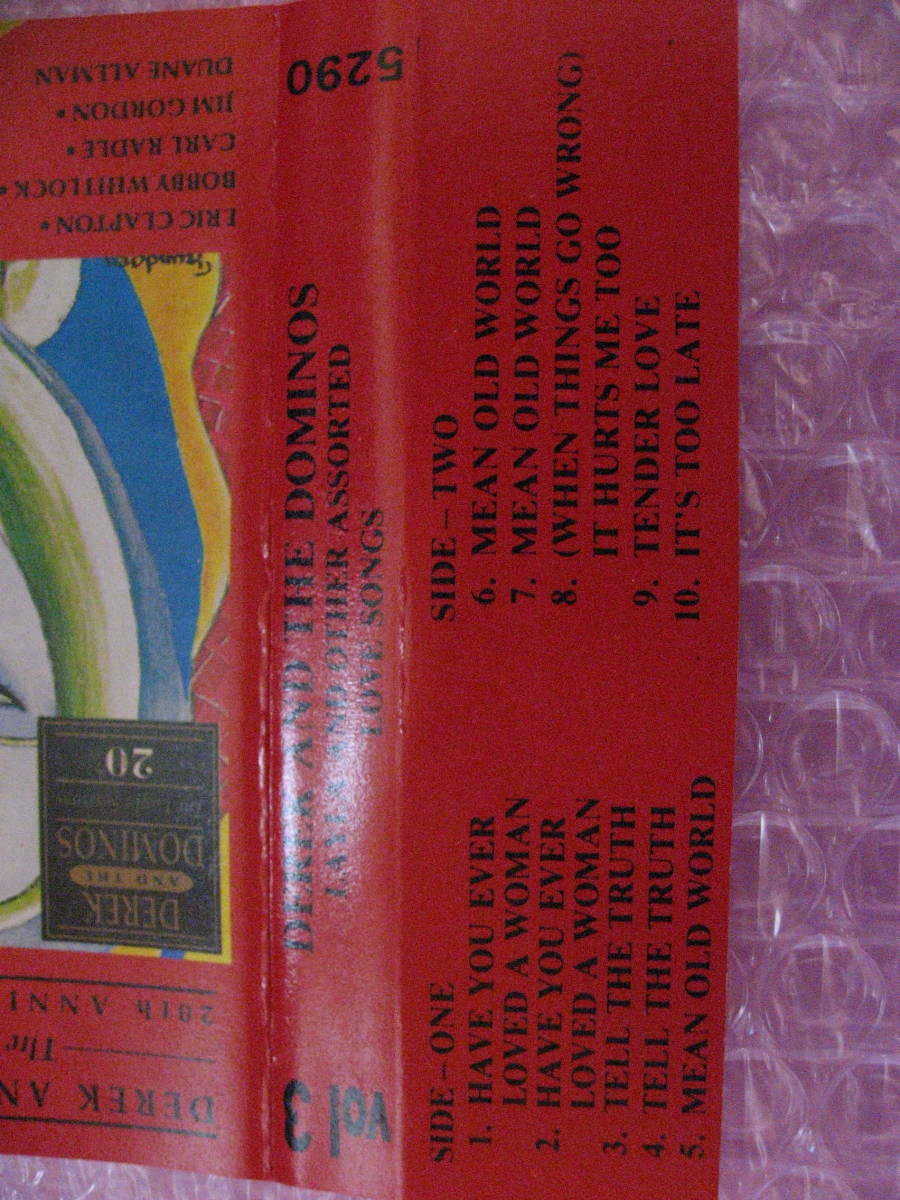 DUANE ALLMAN
JIM GORDON •
CARL RADLE •
BOBBY WHITLOCK •
ERIC CLAPTON •
20
DOMINOS
AND THE
DEREK
20th ANNI
The
DEREK AN
5290
DEREK AND THE DOMINOS
LAYLA AND OTHER ASSORTED
LOVE SONGS
vol 3
SIDE – ONE
1. HAVE YOU EVER
LOVED A WOMAN
2. HAVE YOU EVER
LOVED A WOMAN
3. TELL THE TRUTH
4. TELL THE TRUTH
5. MEAN OLD WORLD
SIDE – TWO
6. MEAN OLD WORLD
7. MEAN OLD WORLD
8. (WHEN THINGS GO WRONG)
IT HURTS ME TOO
9. TENDER LOVE
10. IT'S TOO LATE